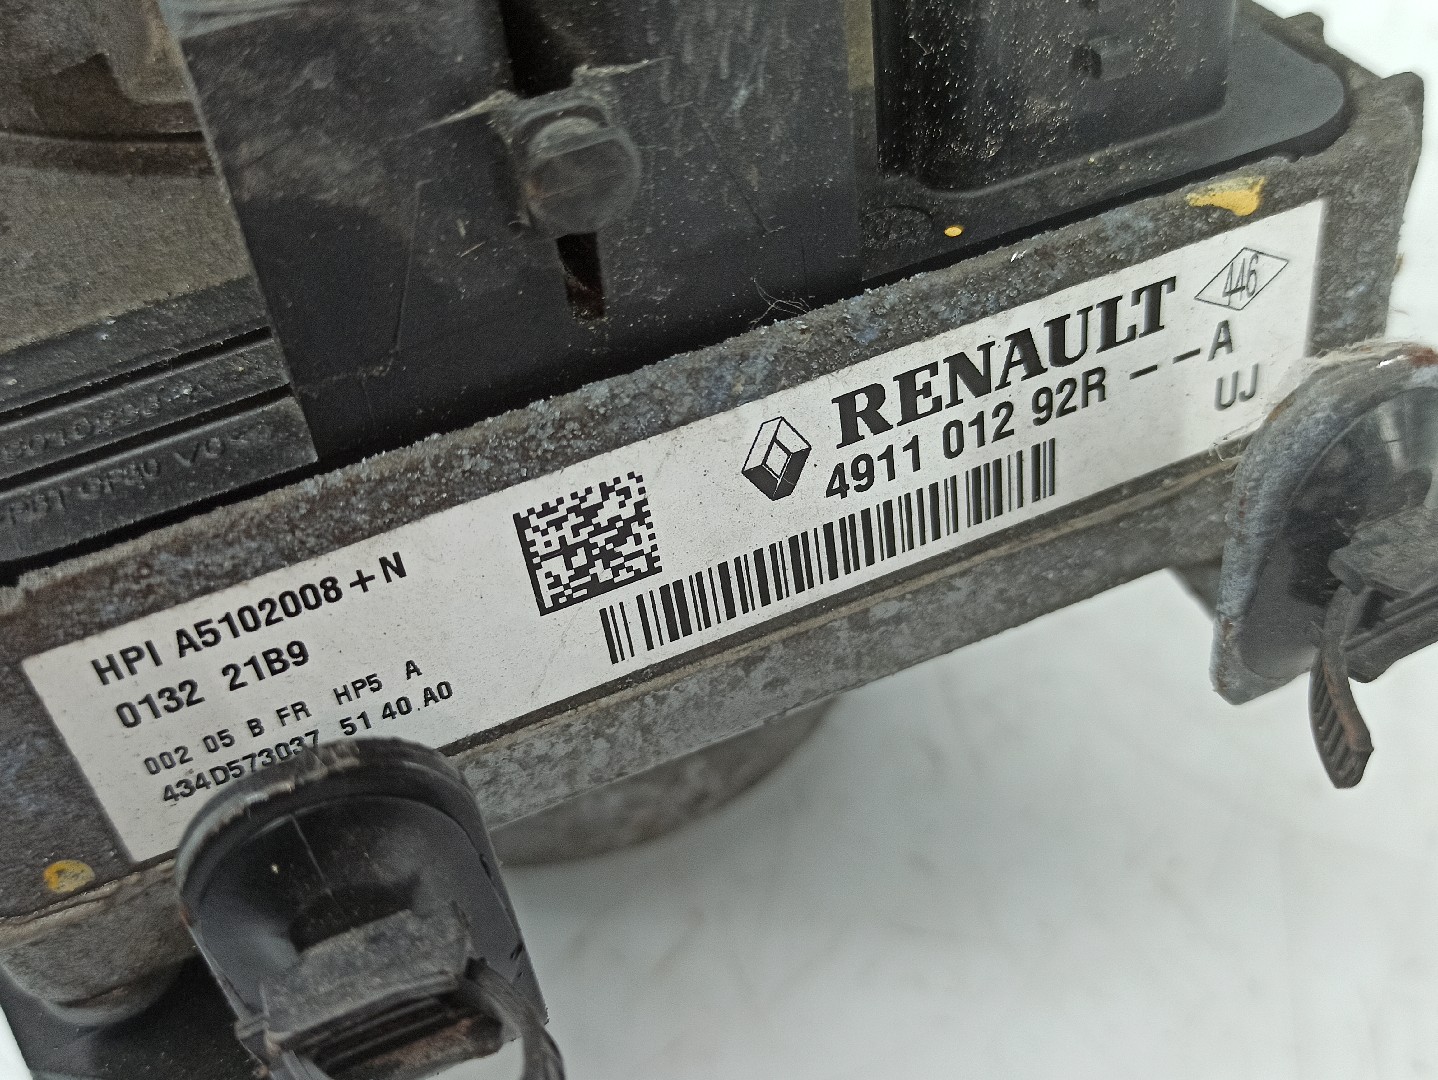 RENAULT
446
4911 012 92R - - A
UJ
HPI A5102008 + N
0132 21B9
002 05 B FR HP5 A
434D573037 51 40.A0